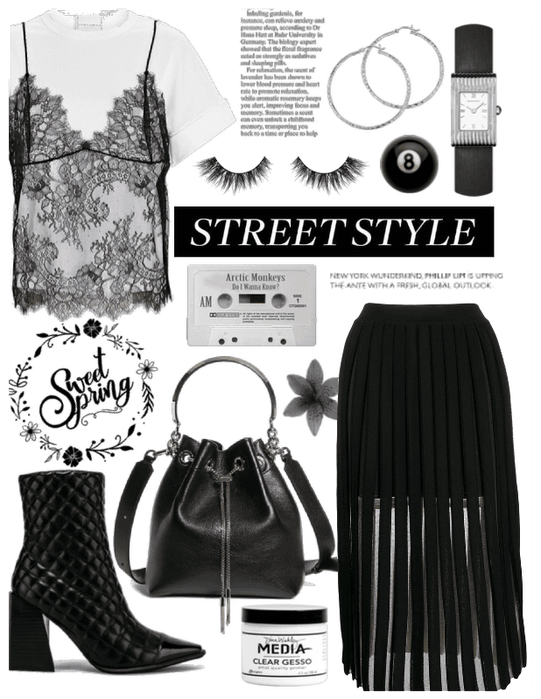 inhaling gardenia, for
instance, can relieve anxiety and
promote sleep, according to Dr
Hans Hatt at Ruhr University in
Germany. The biology expert
showed that the floral fragrance
acted as strongly as sedatives
and sleeping pills.
For relaxation, the scent of
lavender has been shown to
lower blood pressure and heart
rate to promote relaxation,
while aromatic rosemary keeps
you alert, improving focus and
memory. Sometimes a scent
can even unlock a childhood
memory, transporting you
back to a time or place to help
8
STREET STYLE
Arctic Monkeys
Do I Wanna Know?
AM
SIDE
1
NEW YORK WUNDERKIND, PHILLIP LIM IS UPPING
THE ANTE WITH A FRESH, GLOBAL OUTLOOK.
Sweet
Spring
Dina Wakley
MEDIA
CLEAR GESSO